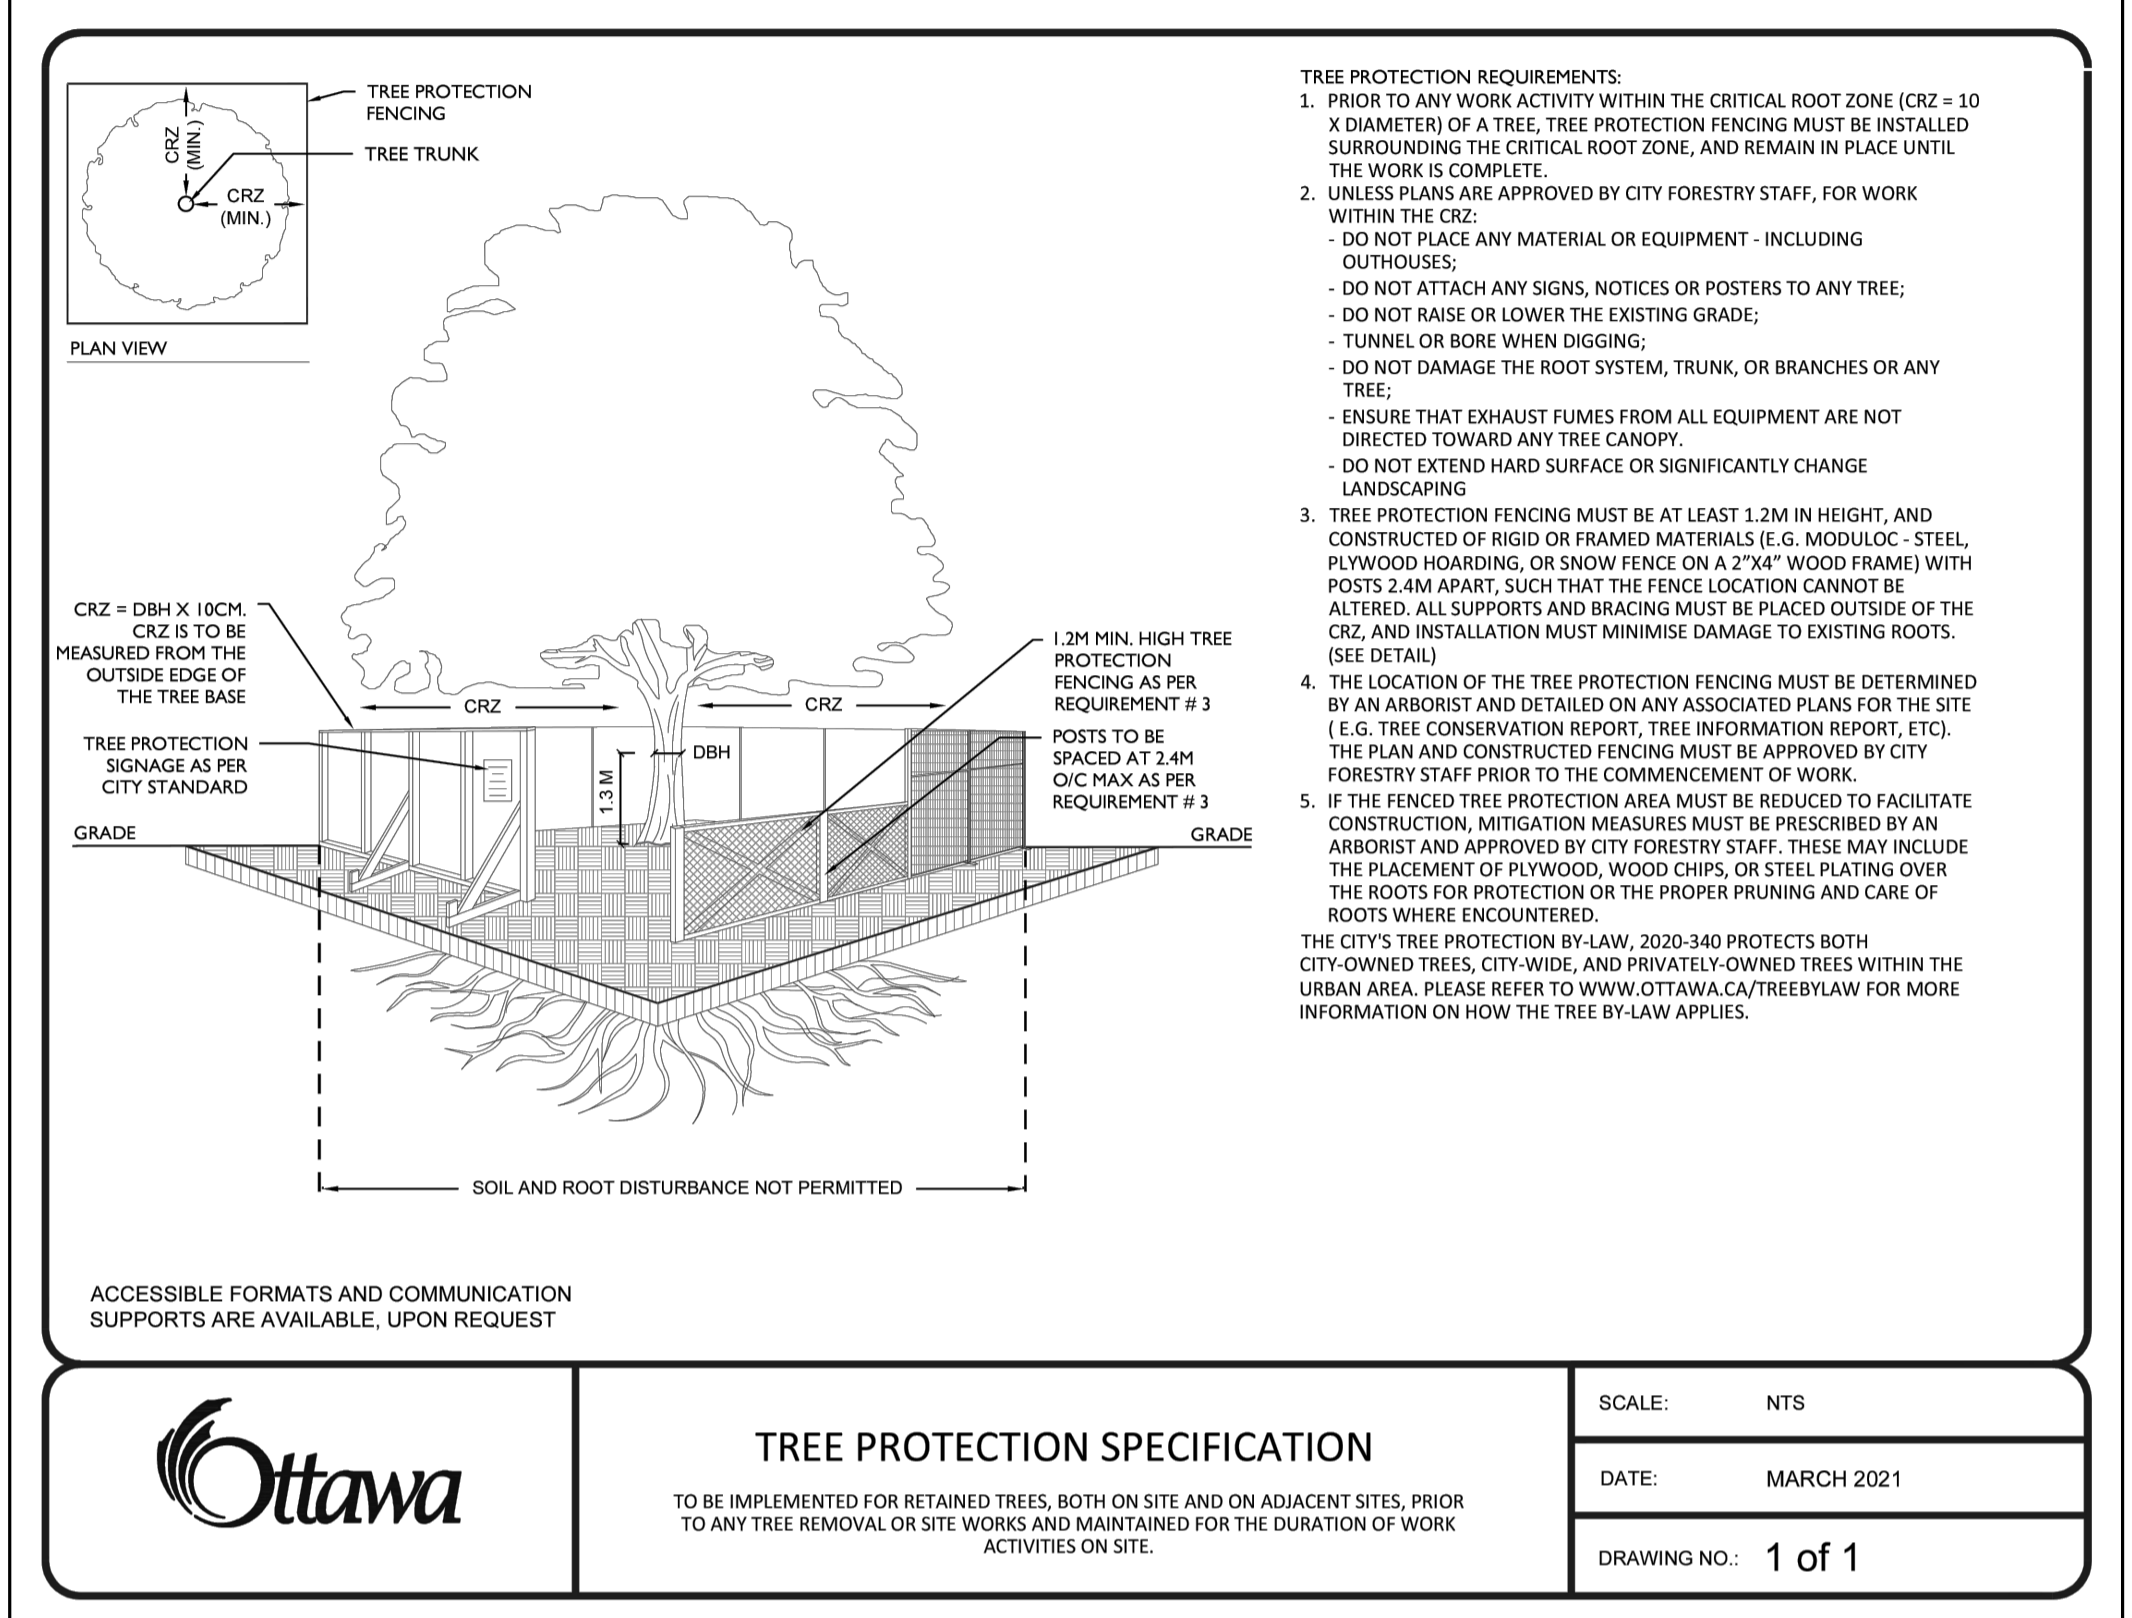 TREE PROTECTION
FENCING
TREE TRUNK
CRZ
(MIN.)
CRZ
(MIN.)
PLAN VIEW
CRZ = DBH X 10CM.
CRZ IS TO BE
MEASURED FROM THE
OUTSIDE EDGE OF
THE TREE BASE
TREE PROTECTION
SIGNAGE AS PER
CITY STANDARD
GRADE
CRZ
CRZ
DBH
1.3 M
1.2M MIN. HIGH TREE
PROTECTION
FENCING AS PER
REQUIREMENT # 3
POSTS TO BE
SPACED AT 2.4M
O/C MAX AS PER
REQUIREMENT # 3
GRADE
SOIL AND ROOT DISTURBANCE NOT PERMITTED
ACCESSIBLE FORMATS AND COMMUNICATION
SUPPORTS ARE AVAILABLE, UPON REQUEST
TREE PROTECTION REQUIREMENTS:
1. PRIOR TO ANY WORK ACTIVITY WITHIN THE CRITICAL ROOT ZONE (CRZ = 10
X DIAMETER) OF A TREE, TREE PROTECTION FENCING MUST BE INSTALLED
SURROUNDING THE CRITICAL ROOT ZONE, AND REMAIN IN PLACE UNTIL
THE WORK IS COMPLETE.
2. UNLESS PLANS ARE APPROVED BY CITY FORESTRY STAFF, FOR WORK
WITHIN THE CRZ:
- DO NOT PLACE ANY MATERIAL OR EQUIPMENT - INCLUDING
OUTHOUSES;
- DO NOT ATTACH ANY SIGNS, NOTICES OR POSTERS TO ANY TREE;
- DO NOT RAISE OR LOWER THE EXISTING GRADE;
- TUNNEL OR BORE WHEN DIGGING;
- DO NOT DAMAGE THE ROOT SYSTEM, TRUNK, OR BRANCHES OR ANY
TREE;
- ENSURE THAT EXHAUST FUMES FROM ALL EQUIPMENT ARE NOT
DIRECTED TOWARD ANY TREE CANOPY.
- DO NOT EXTEND HARD SURFACE OR SIGNIFICANTLY CHANGE
LANDSCAPING
3. TREE PROTECTION FENCING MUST BE AT LEAST 1.2M IN HEIGHT, AND
CONSTRUCTED OF RIGID OR FRAMED MATERIALS (E.G. MODULOC - STEEL,
PLYWOOD HOARDING, OR SNOW FENCE ON A 2”X4” WOOD FRAME) WITH
POSTS 2.4M APART, SUCH THAT THE FENCE LOCATION CANNOT BE
ALTERED. ALL SUPPORTS AND BRACING MUST BE PLACED OUTSIDE OF THE
CRZ, AND INSTALLATION MUST MINIMISE DAMAGE TO EXISTING ROOTS.
(SEE DETAIL)
4. THE LOCATION OF THE TREE PROTECTION FENCING MUST BE DETERMINED
BY AN ARBORIST AND DETAILED ON ANY ASSOCIATED PLANS FOR THE SITE
( E.G. TREE CONSERVATION REPORT, TREE INFORMATION REPORT, ETC).
THE PLAN AND CONSTRUCTED FENCING MUST BE APPROVED BY CITY
FORESTRY STAFF PRIOR TO THE COMMENCEMENT OF WORK.
5. IF THE FENCED TREE PROTECTION AREA MUST BE REDUCED TO FACILITATE
CONSTRUCTION, MITIGATION MEASURES MUST BE PRESCRIBED BY AN
ARBORIST AND APPROVED BY CITY FORESTRY STAFF. THESE MAY INCLUDE
THE PLACEMENT OF PLYWOOD, WOOD CHIPS, OR STEEL PLATING OVER
THE ROOTS FOR PROTECTION OR THE PROPER PRUNING AND CARE OF
ROOTS WHERE ENCOUNTERED.
THE CITY'S TREE PROTECTION BY-LAW, 2020-340 PROTECTS BOTH
CITY-OWNED TREES, CITY-WIDE, AND PRIVATELY-OWNED TREES WITHIN THE
URBAN AREA. PLEASE REFER TO WWW.OTTAWA.CA/TREEBYLAW FOR MORE
INFORMATION ON HOW THE TREE BY-LAW APPLIES.
Ottawa
TREE PROTECTION SPECIFICATION
TO BE IMPLEMENTED FOR RETAINED TREES, BOTH ON SITE AND ON ADJACENT SITES, PRIOR
TO ANY TREE REMOVAL OR SITE WORKS AND MAINTAINED FOR THE DURATION OF WORK
ACTIVITIES ON SITE.
SCALE: NTS
DATE: MARCH 2021
DRAWING NO.: 1 of 1